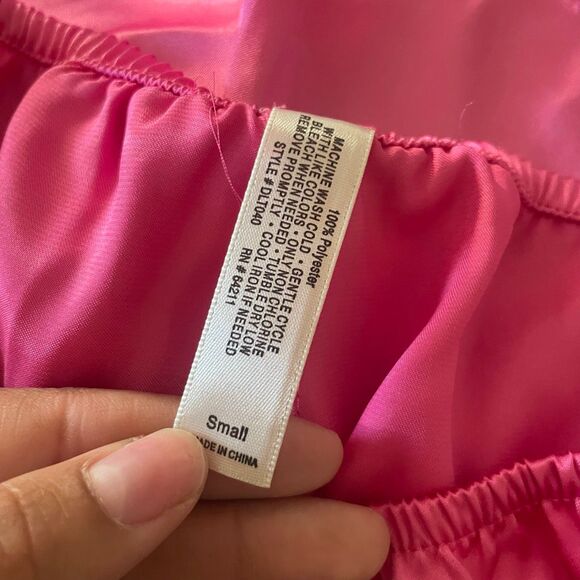 100% Polyester
MACHINE WASH COLD • GENTLE CYCLE
WITH LIKE COLORS • ONLY NON CHLORINE
BLEACH WHEN NEEDED • TUMBLE DRY LOW
REMOVE PROMPTLY • COOL IRON IF NEEDED
STYLE # DLT040 RN # 64211
Small
MADE IN CHINA